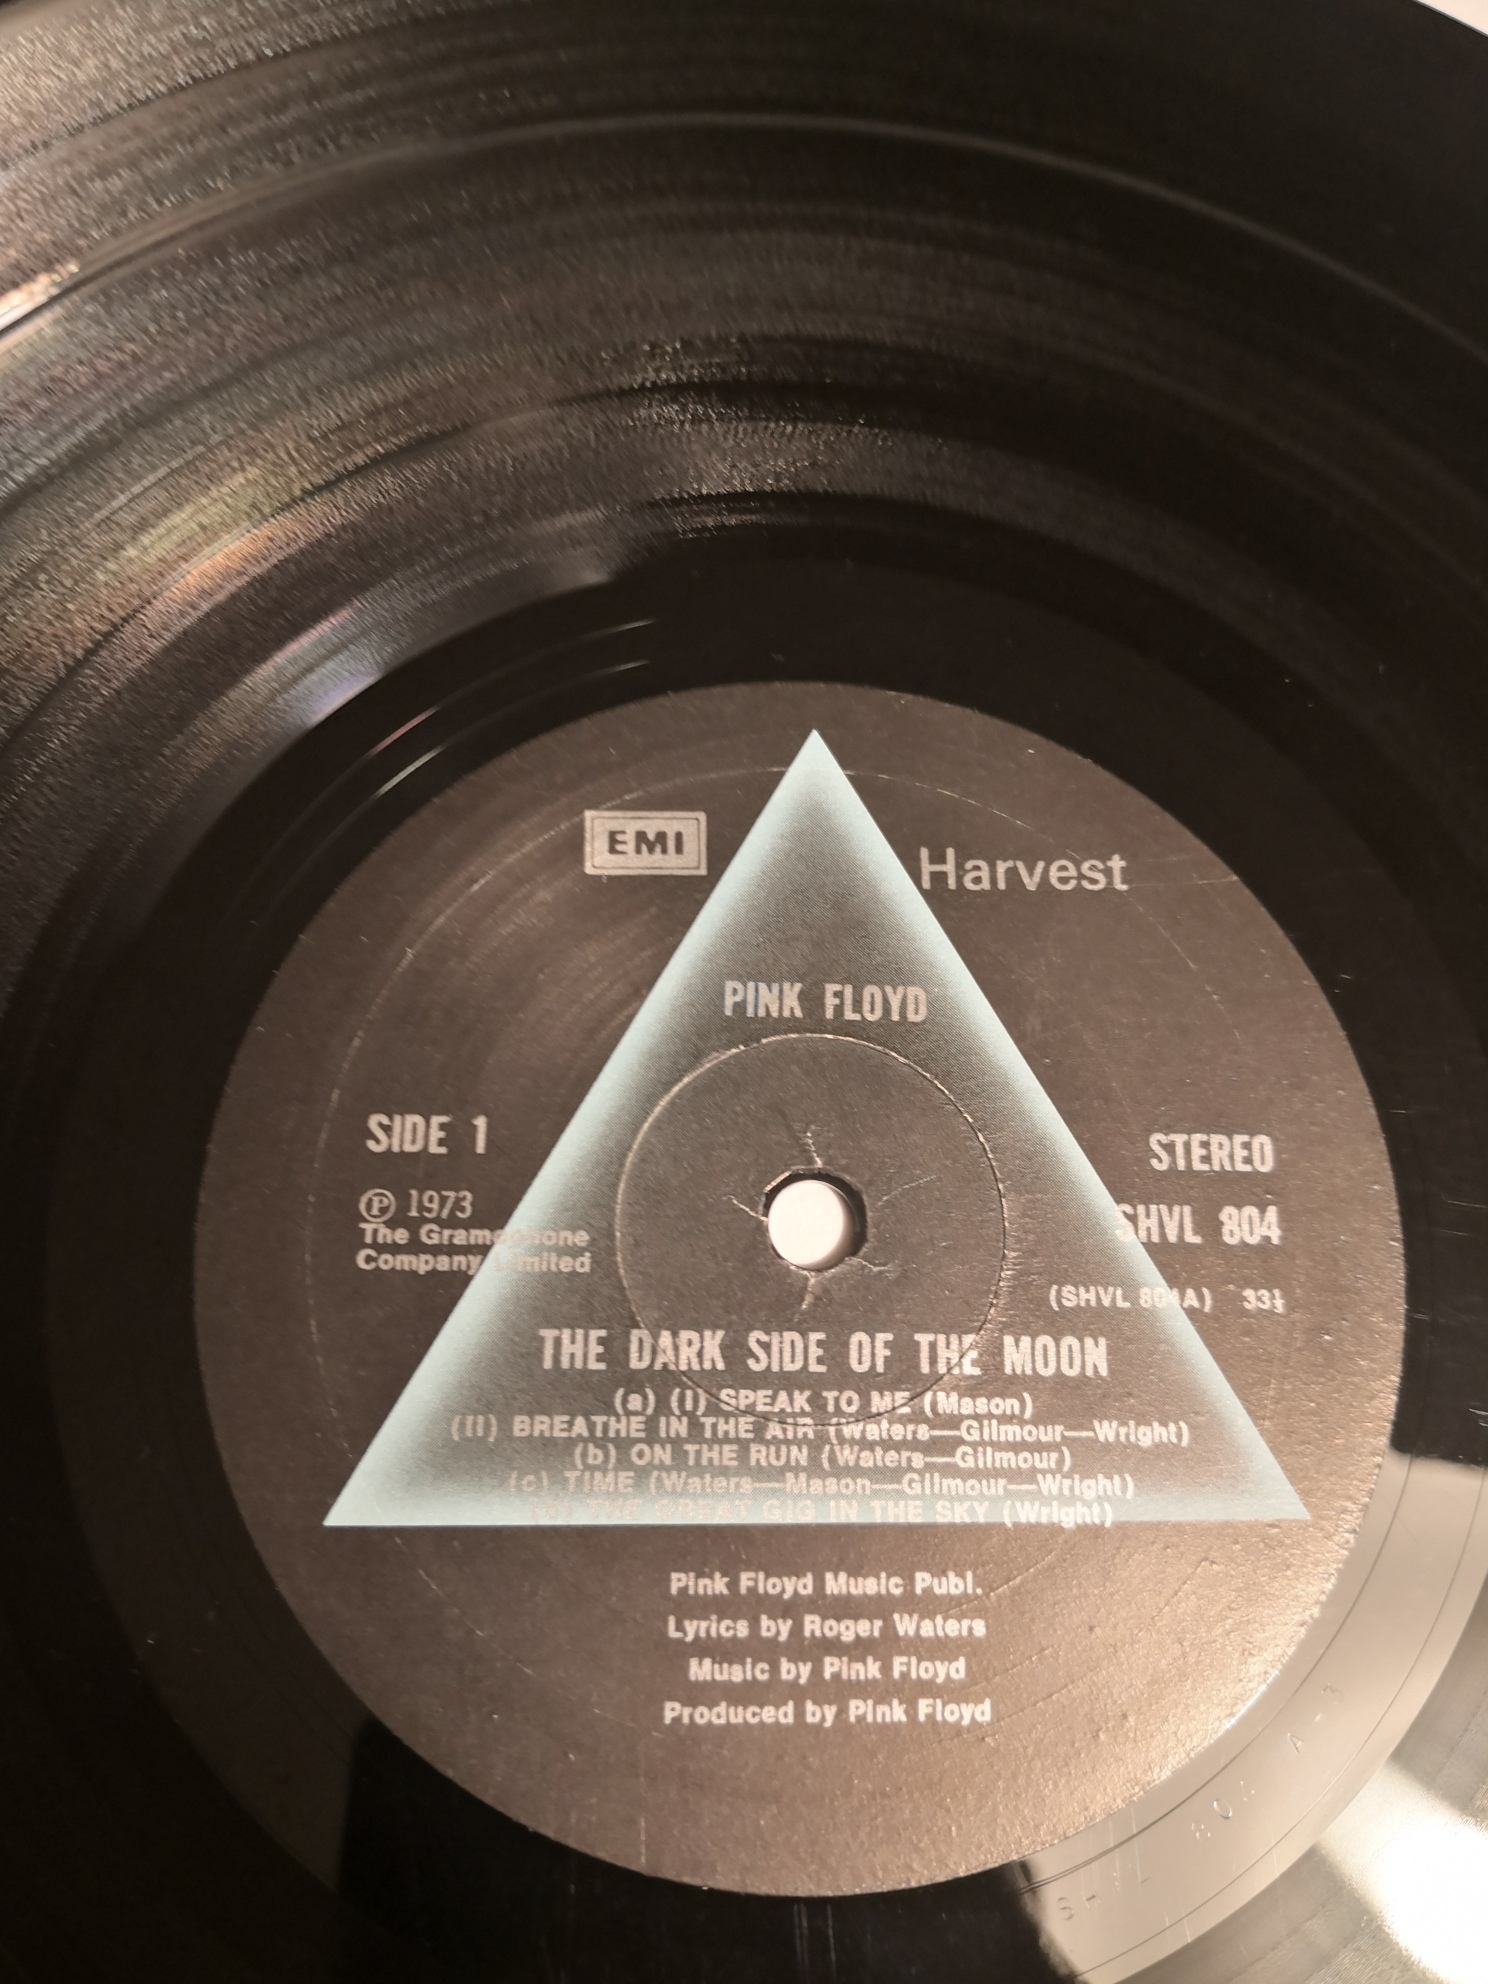 EMI
Harvest
PINK FLOYD
SIDE 1
Ⓟ 1973
The Gramophone
Company Limited
STEREO
SHVL 804
(SHVL 804A) 33⅓
THE DARK SIDE OF THE MOON
(a) (I) SPEAK TO ME (Mason)
(II) BREATHE IN THE AIR (Waters—Gilmour—Wright)
(b) ON THE RUN (Waters—Gilmour)
(c) TIME (Waters—Mason—Gilmour—Wright)
(d) THE GREAT GIG IN THE SKY (Wright)
Pink Floyd Music Publ.
Lyrics by Roger Waters
Music by Pink Floyd
Produced by Pink Floyd
SHVL 804 A-3